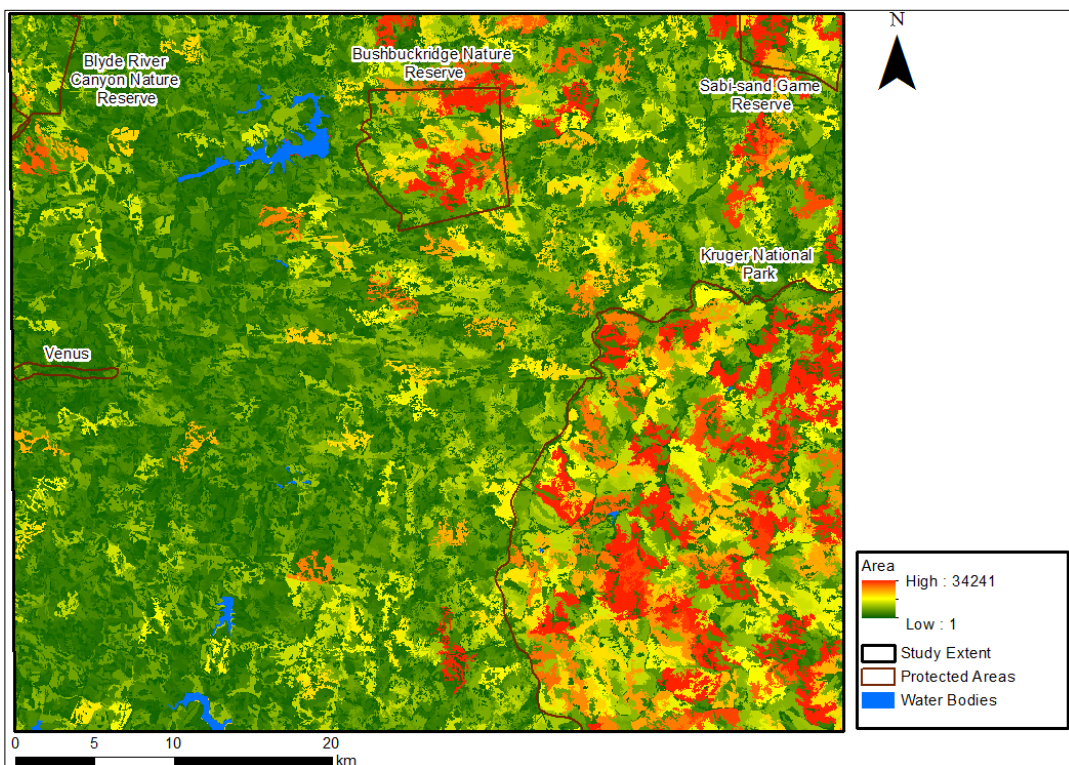 N
Blyde River
Canyon Nature
Reserve
Bushbuckridge Nature
Reserve
Sabi-sand Game
Reserve
Kruger National
Park
Venus
Area
High : 34241
Low : 1
Study Extent
Protected Areas
Water Bodies
0 5 10 20
km